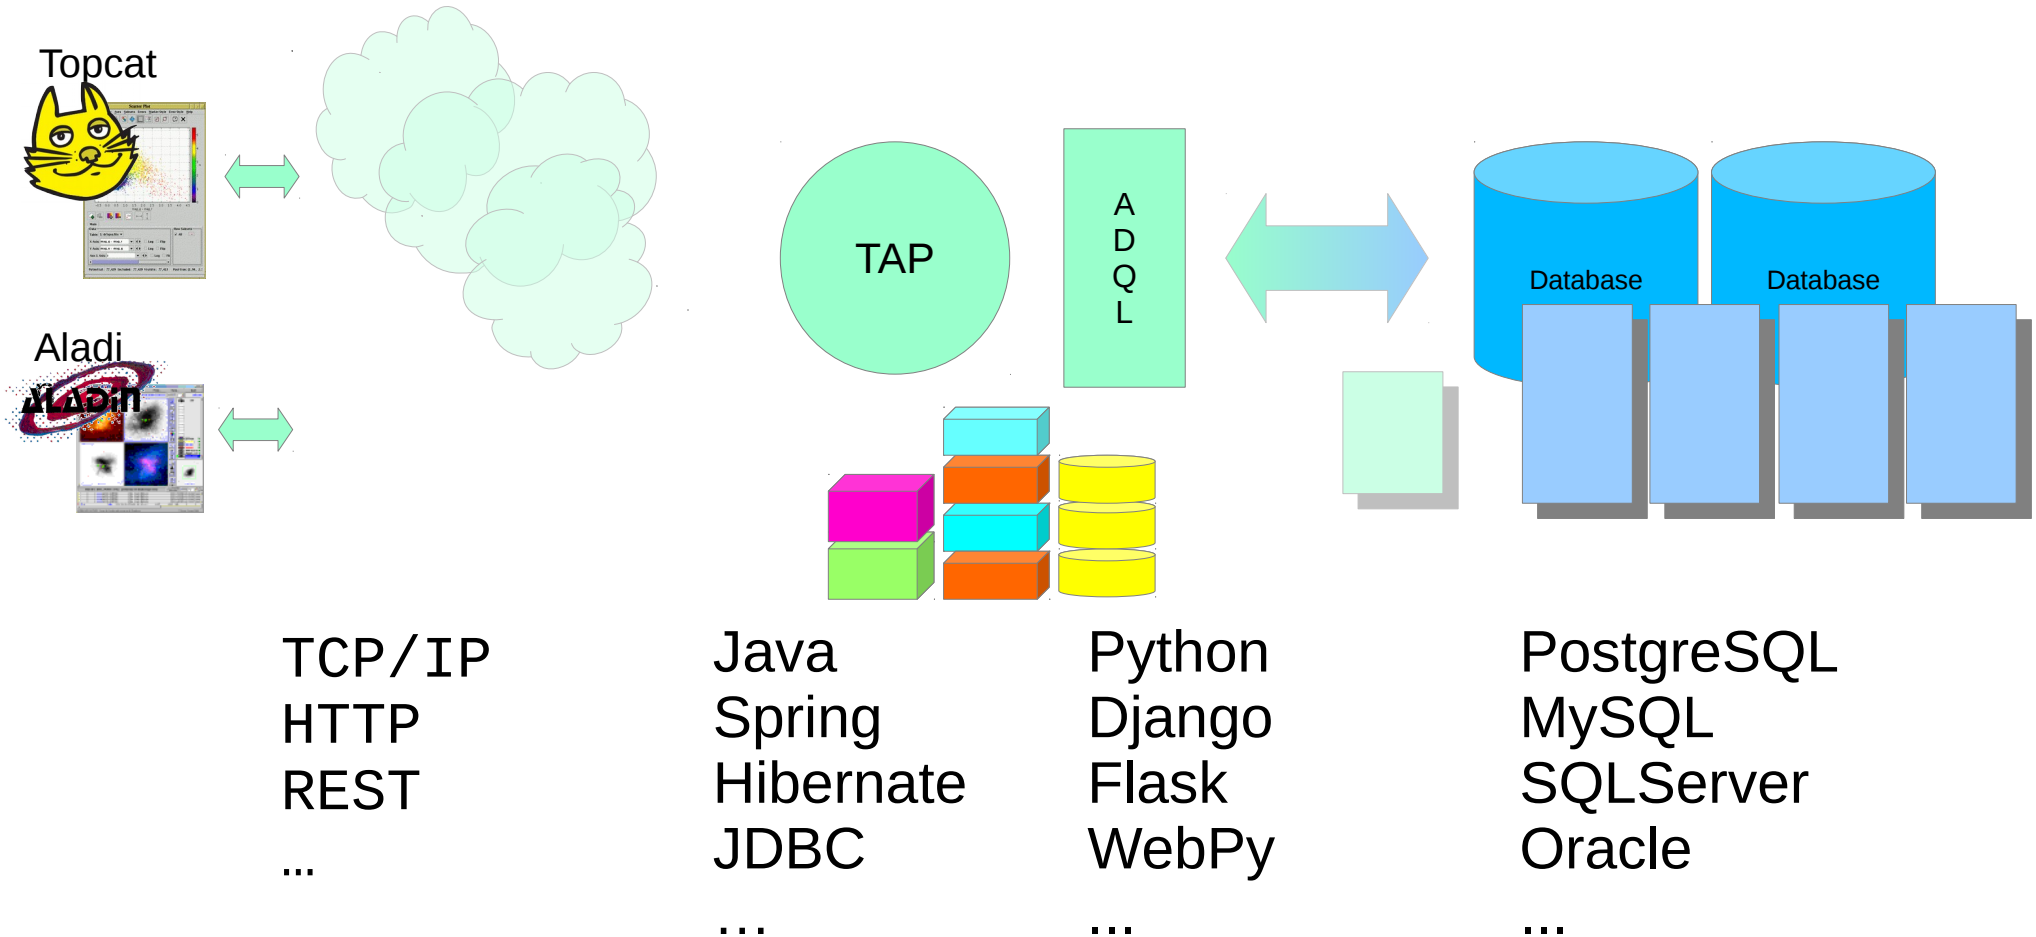 Topcat
Aladi
ALADiN
TAP
A
D
Q
L
Database
Database
TCP/IP
HTTP
REST
…
Java
Spring
Hibernate
JDBC
…
Python
Django
Flask
WebPy
...
PostgreSQL
MySQL
SQLServer
Oracle
...